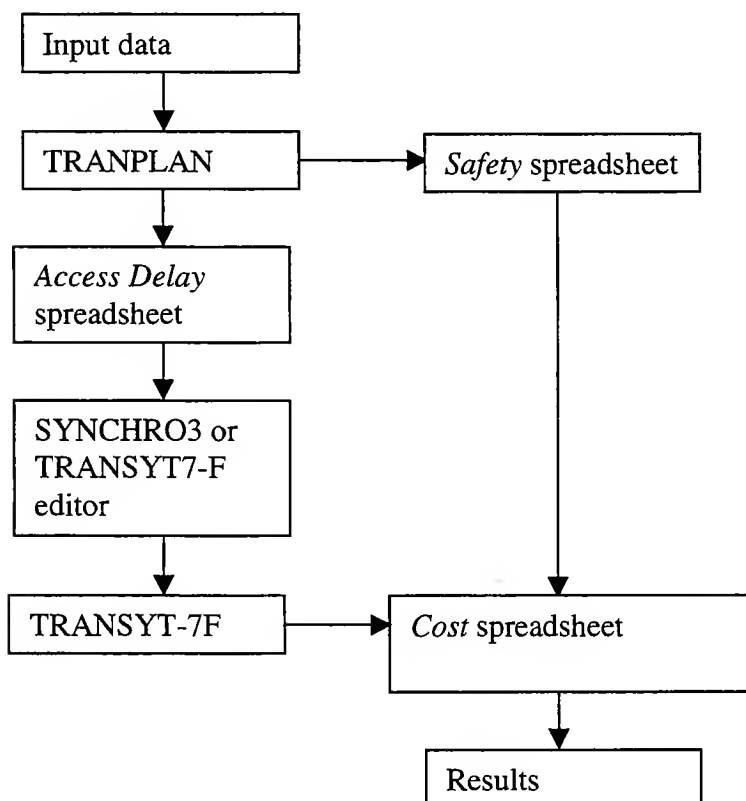 Input data
TRANPLAN
Safety spreadsheet
Access Delay
spreadsheet
SYNCHRO3 or
TRANSYT7-F
editor
TRANSYT-7F
Cost spreadsheet
Results